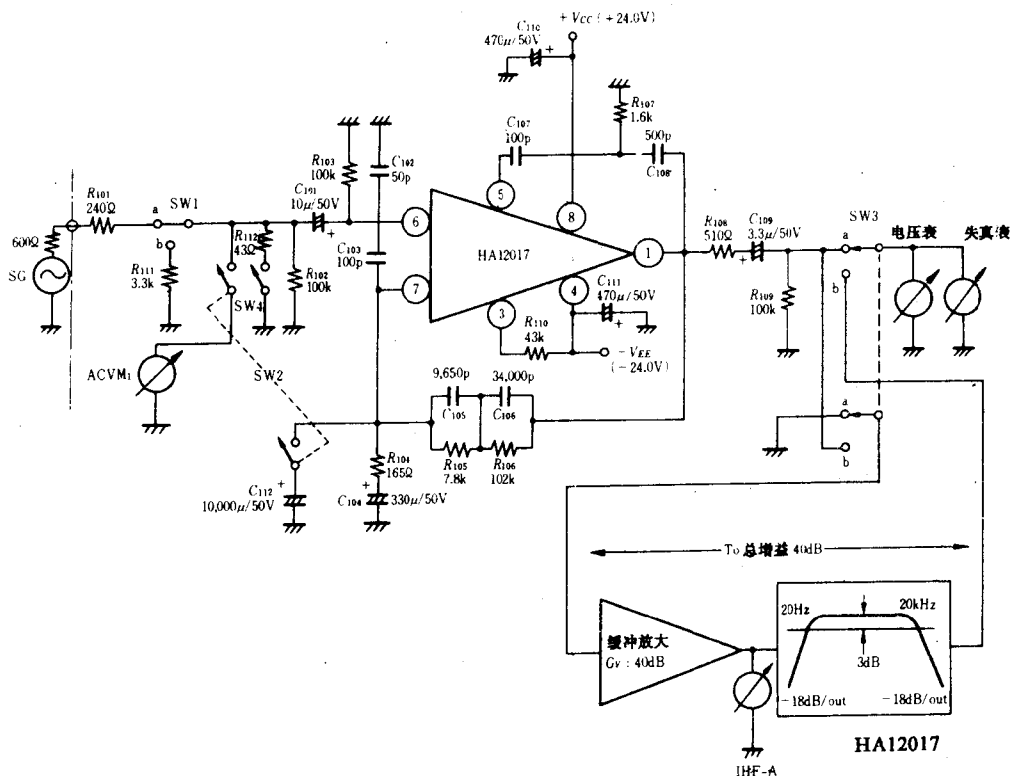 C110
470μ/50V
+
+VCC (+24.0V)
R107
1.6k
C107
100p
500p
C108
R103
100k
C102
50p
C101
10μ/50V
+
R101
240Ω
SW1
a
b
600Ω
SG
R111
3.3k
R112
43Ω
SW4
R102
100k
C103
100p
ACVM1
SW2
6
7
5
8
HA12017
1
4
3
R110
43k
C111
470μ/50V
+
-VEE
(-24.0V)
R108
510Ω
C109
3.3μ/50V
+
R109
100k
SW3
a
b
电压表
失真表
a
b
9,650p
C105
34,000p
C106
R105
7.8k
R106
102k
R104
165Ω
+
C104
330μ/50V
+
C112
10,000μ/50V
To 总增益 40dB
缓冲放大
Gv : 40dB
20Hz
20kHz
3dB
-18dB/out
-18dB/out
IHF-A
HA12017